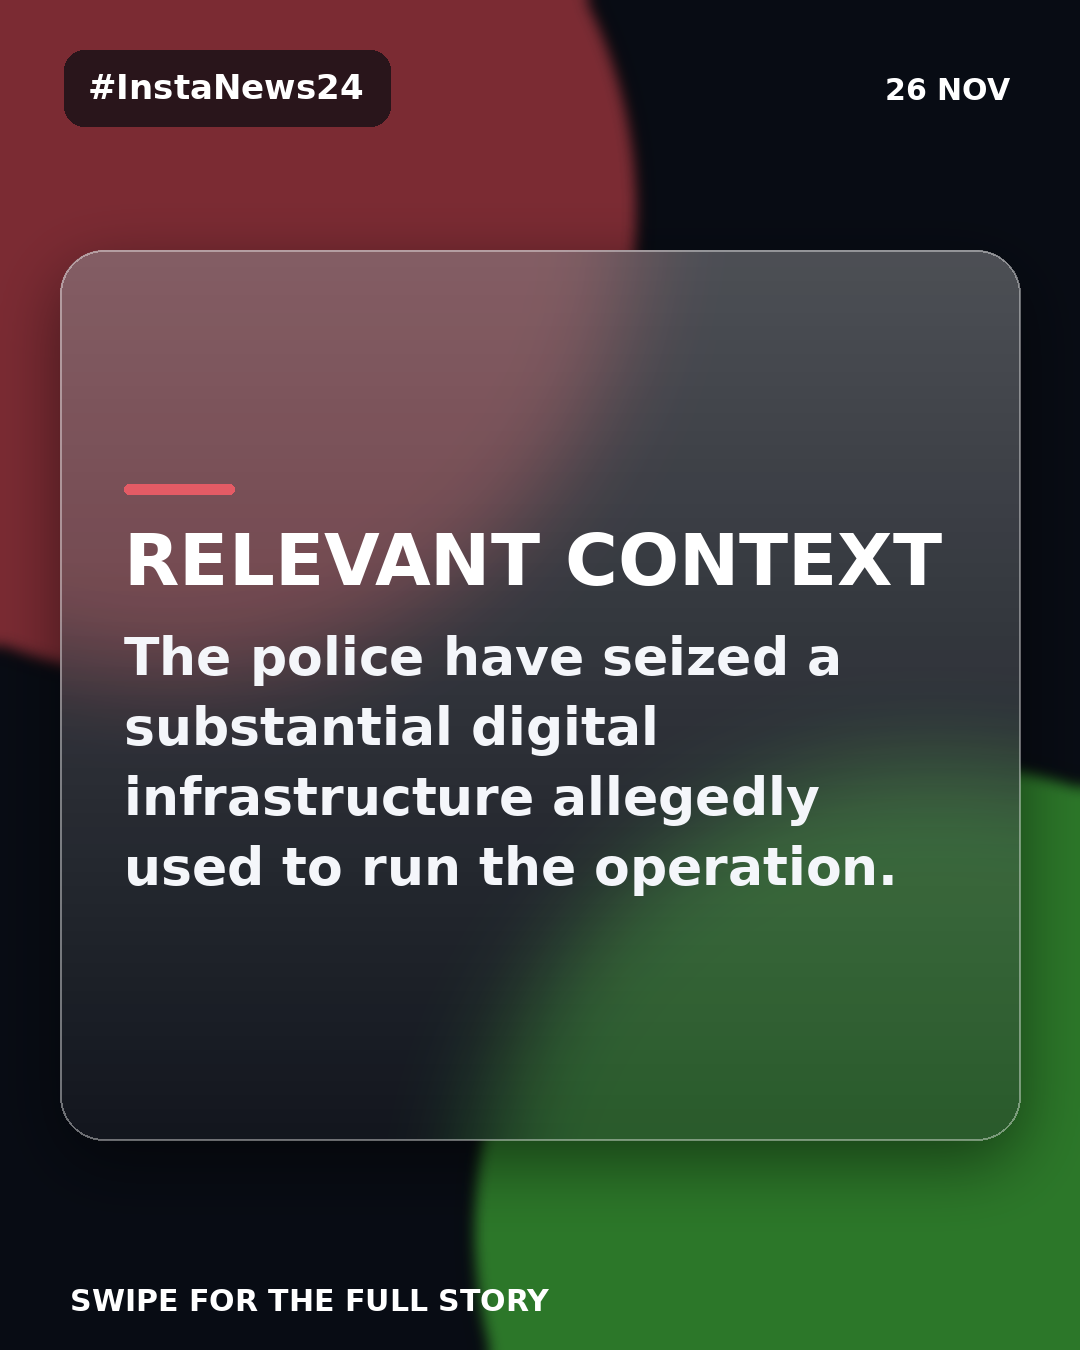 #InstaNews24
26 NOV
RELEVANT CONTEXT
The police have seized a
substantial digital
infrastructure allegedly
used to run the operation.
SWIPE FOR THE FULL STORY